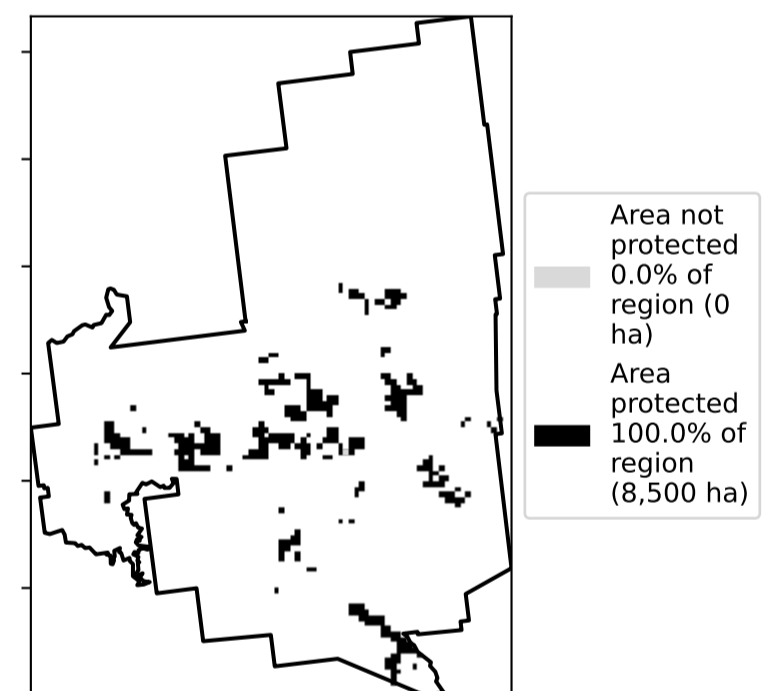 Area not
protected
0.0% of
region (0
ha)
Area
protected
100.0% of
region
(8,500 ha)